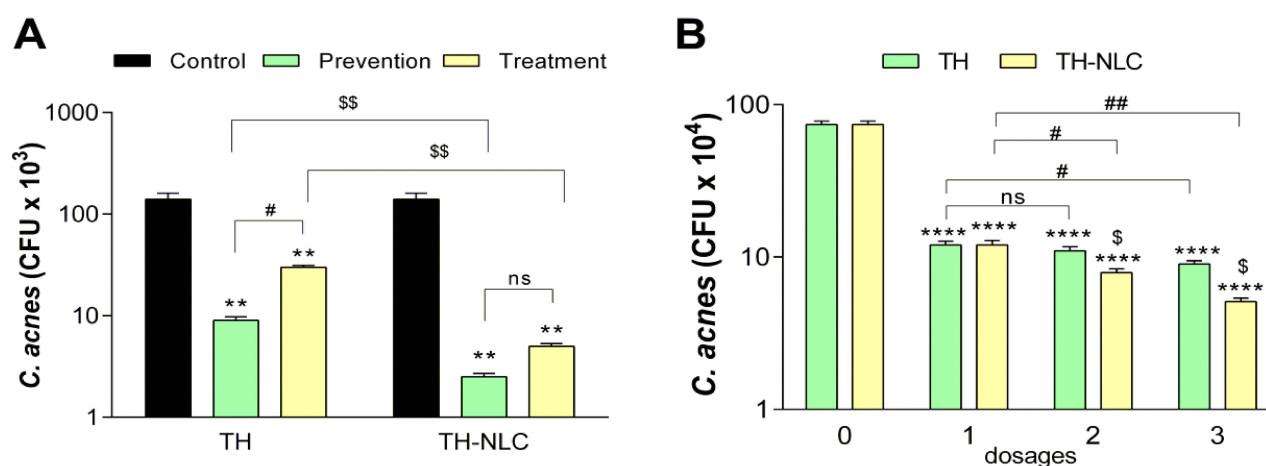 A
Control Prevention Treatment
C. acnes (CFU x 10³)
1000
100
10
1
$$
$$
#
ns
**
**
**
**
TH
TH-NLC
B
TH TH-NLC
C. acnes (CFU x 10⁴)
100
10
1
##
#
#
ns
**** ****
**** $ ****
**** $ ****
0 1 2 3
dosages